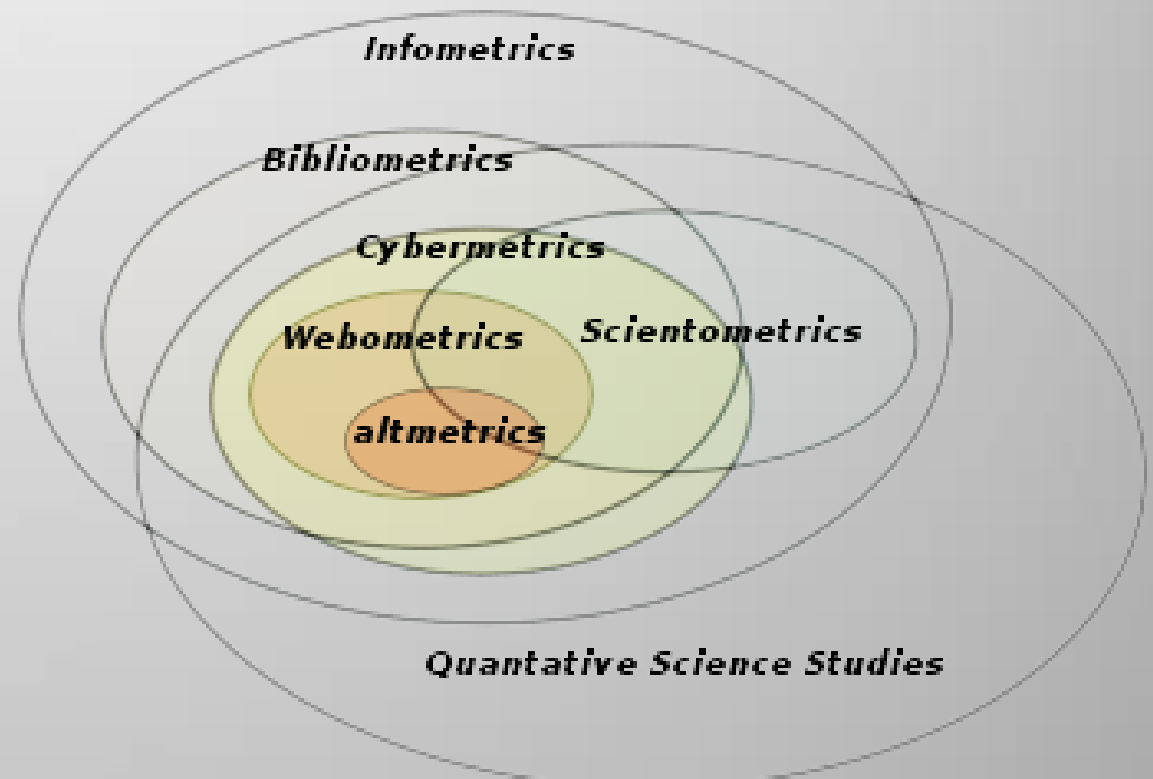 Infometrics
Bibliometrics
Cybermetrics
Webometrics
Scientometrics
altmetrics
Quantative Science Studies